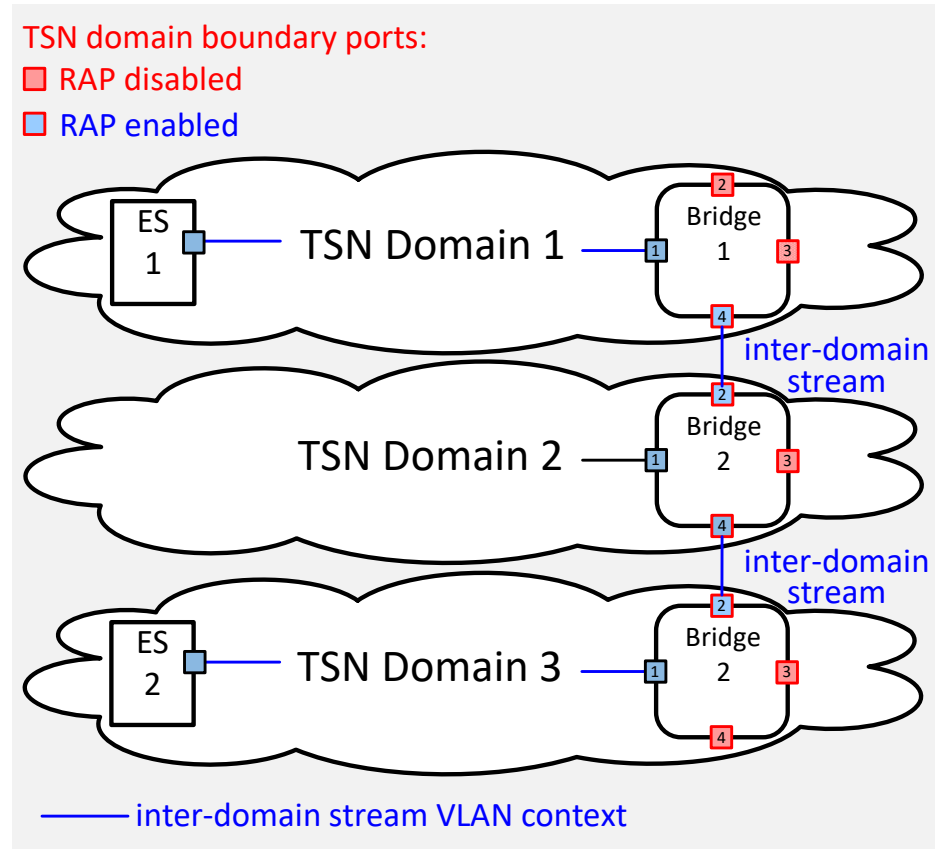 TSN domain boundary ports:
RAP disabled
RAP enabled
2
ES
1
TSN Domain 1
1
Bridge
1
3
4
inter-domain
stream
2
TSN Domain 2
1
Bridge
2
3
4
inter-domain
stream
2
ES
2
TSN Domain 3
1
Bridge
2
3
4
inter-domain stream VLAN context